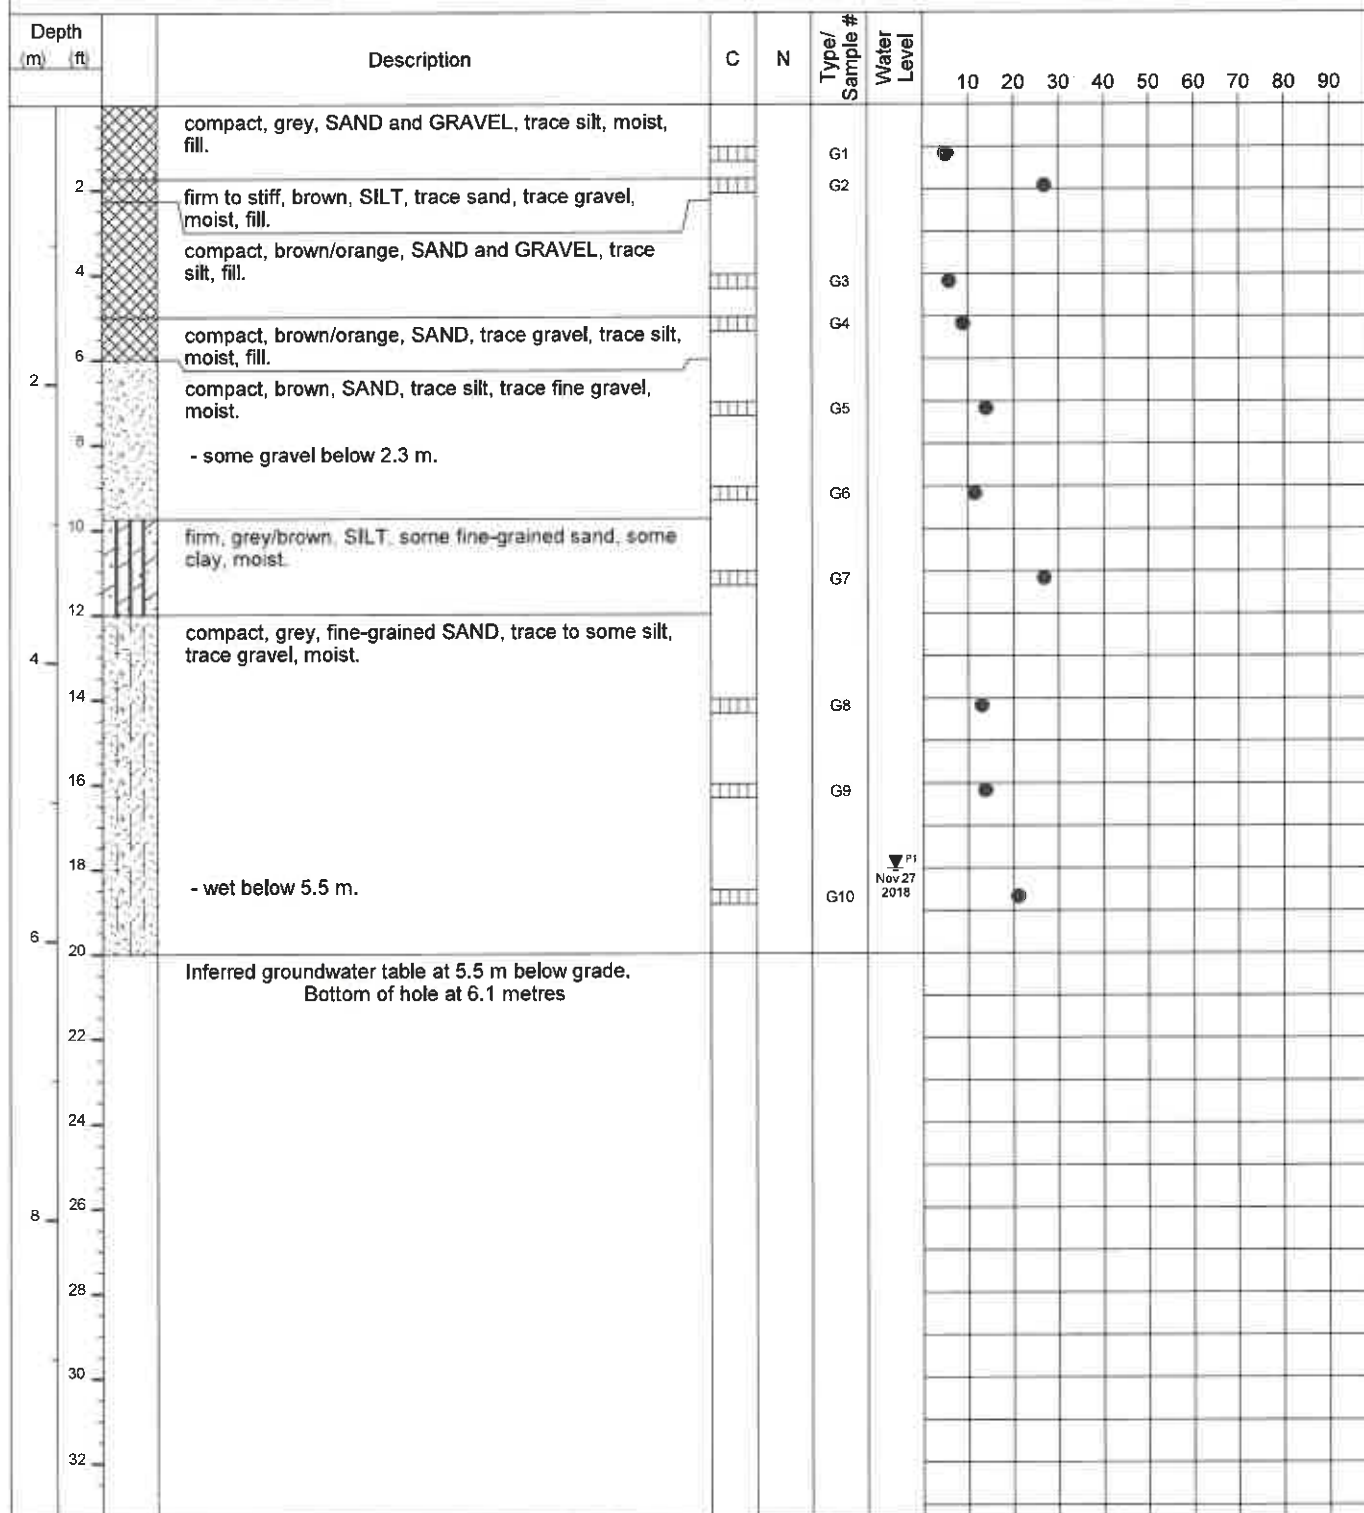 Depth
(m) (ft)
Description
C
N
Type/
Sample #
Water
Level
10 20 30 40 50 60 70 80 90
compact, grey, SAND and GRAVEL, trace silt, moist,
fill.
G1
2
firm to stiff, brown, SILT, trace sand, trace gravel,
moist, fill.
G2
compact, brown/orange, SAND and GRAVEL, trace
silt, fill.
4
G3
compact, brown/orange, SAND, trace gravel, trace silt,
moist, fill.
G4
6
2
compact, brown, SAND, trace silt, trace fine gravel,
moist.
G5
8
- some gravel below 2.3 m.
G6
10
firm, grey/brown, SILT, some fine-grained sand, some
clay, moist.
G7
12
compact, grey, fine-grained SAND, trace to some silt,
trace gravel, moist.
4
14
G8
16
G9
18
P1
Nov 27
2018
- wet below 5.5 m.
G10
6
20
Inferred groundwater table at 5.5 m below grade.
Bottom of hole at 6.1 metres
22
24
26
8
28
30
32